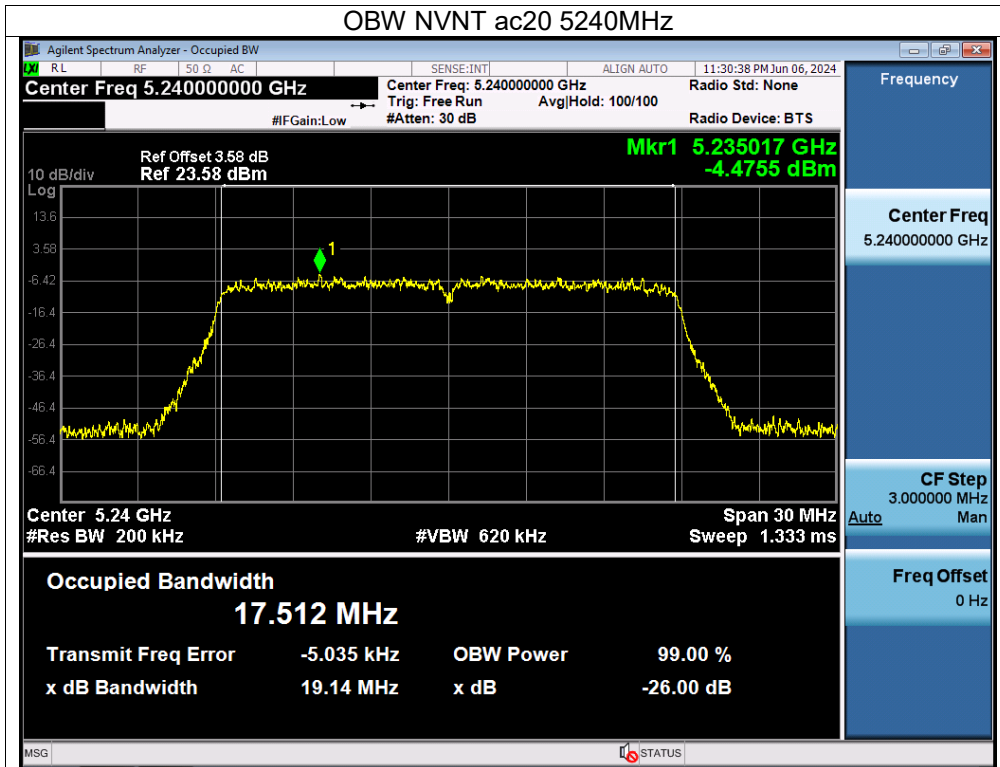 OBW NVNT ac20 5240MHz
Agilent Spectrum Analyzer - Occupied BW
LXI RL RF 50 Ω AC SENSE:INT ALIGN AUTO 11:30:38 PM Jun 06, 2024
Center Freq 5.240000000 GHz
Center Freq: 5.240000000 GHz Radio Std: None
Trig: Free Run Avg|Hold: 100/100
#IFGain:Low #Atten: 30 dB Radio Device: BTS
Frequency
Mkr1 5.235017 GHz
-4.4755 dBm
Ref Offset 3.58 dB
10 dB/div Ref 23.58 dBm
Log
13.6
3.58
-6.42
-16.4
-26.4
-36.4
-46.4
-56.4
-66.4
1
Center 5.24 GHz Span 30 MHz
#Res BW 200 kHz #VBW 620 kHz Sweep 1.333 ms
Center Freq
5.240000000 GHz
CF Step
3.000000 MHz
Auto Man
Freq Offset
0 Hz
Occupied Bandwidth
17.512 MHz
Transmit Freq Error -5.035 kHz OBW Power 99.00 %
x dB Bandwidth 19.14 MHz x dB -26.00 dB
MSG STATUS